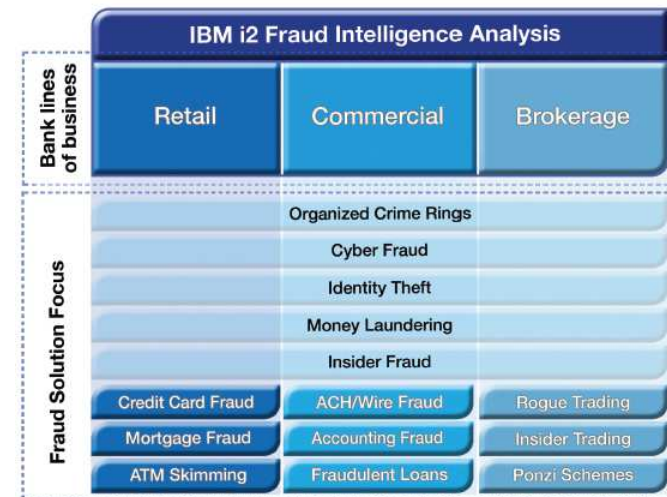 IBM i2 Fraud Intelligence Analysis
Bank lines
of business
Retail
Commercial
Brokerage
Fraud Solution Focus
Organized Crime Rings
Cyber Fraud
Identity Theft
Money Laundering
Insider Fraud
Credit Card Fraud
ACH/Wire Fraud
Rogue Trading
Mortgage Fraud
Accounting Fraud
Insider Trading
ATM Skimming
Fraudulent Loans
Ponzi Schemes